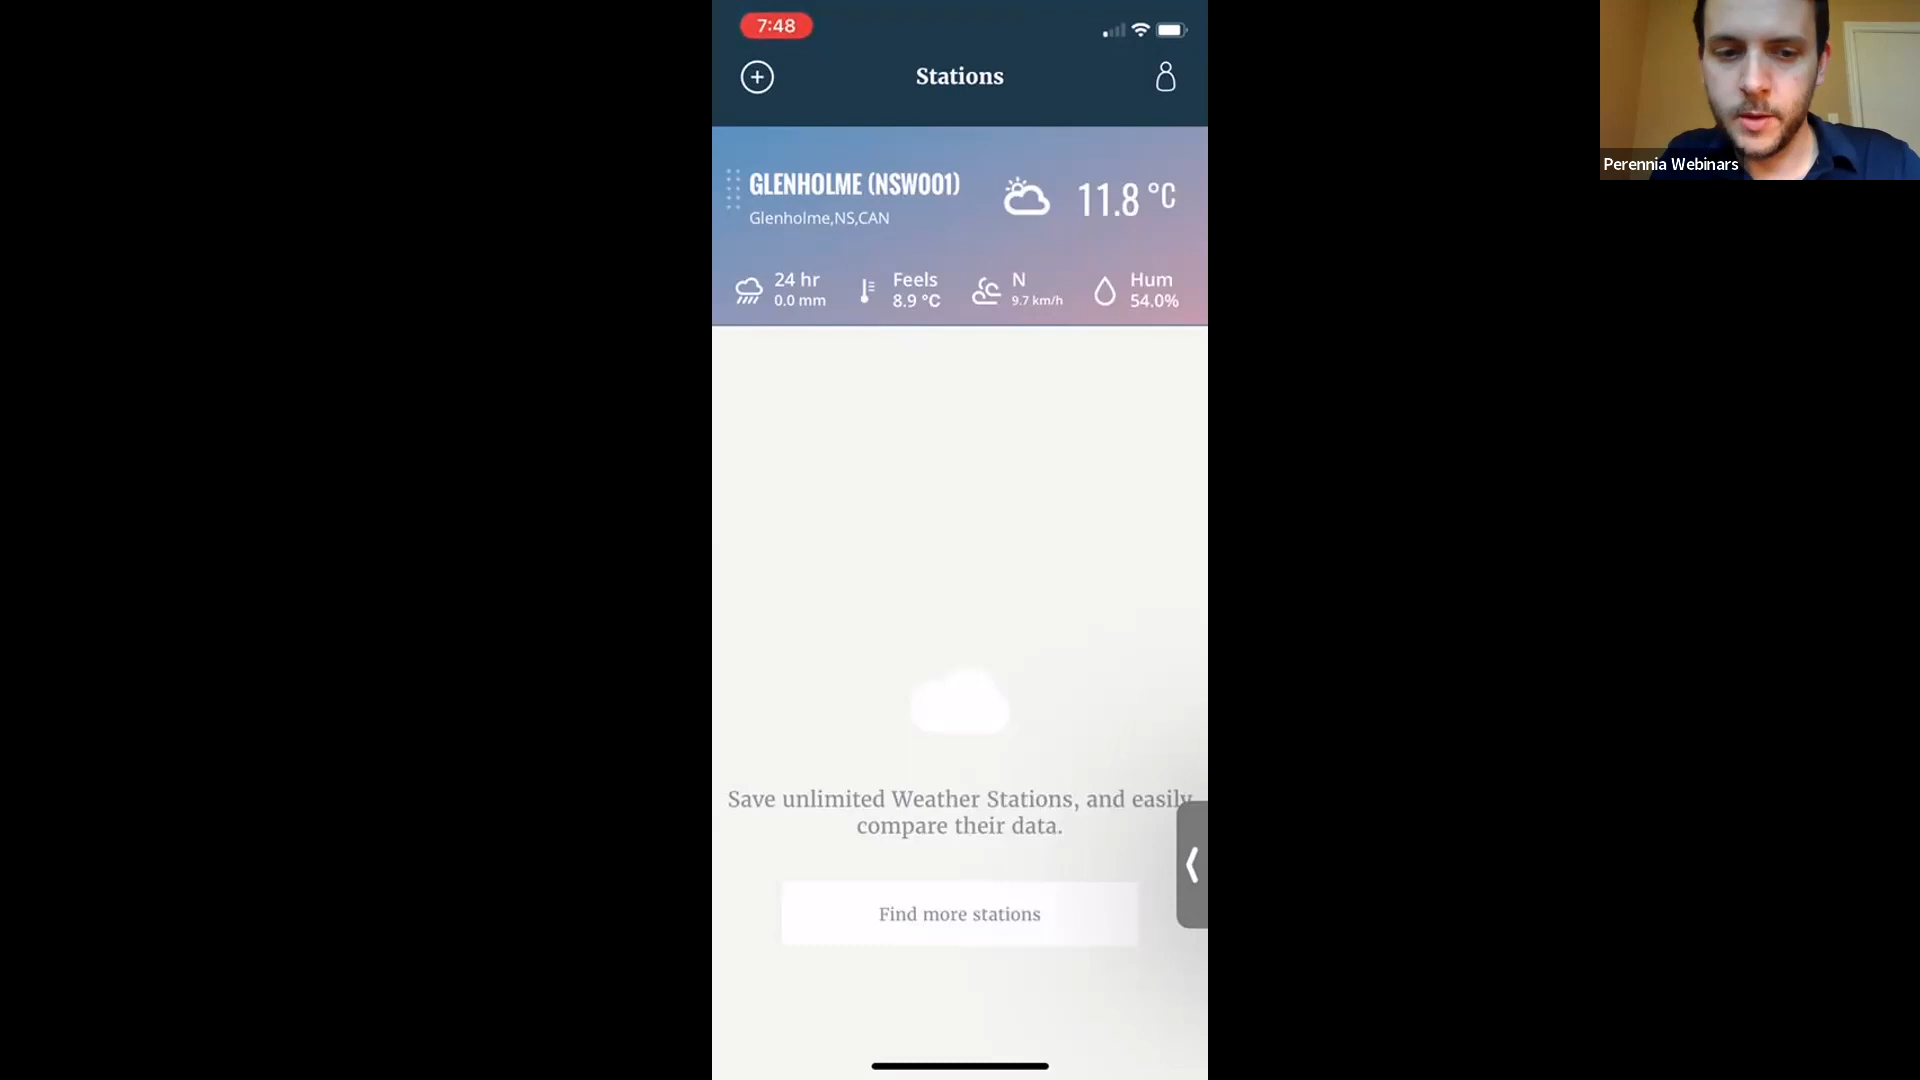 7:48
Stations
GLENHOLME (NSW001)
Glenholme,NS,CAN
11.8 °C
24 hr
0.0 mm
Feels
8.9 °C
N
9.7 km/h
Hum
54.0%
Save unlimited Weather Stations, and easily
compare their data.
Find more stations
Perennia Webinars